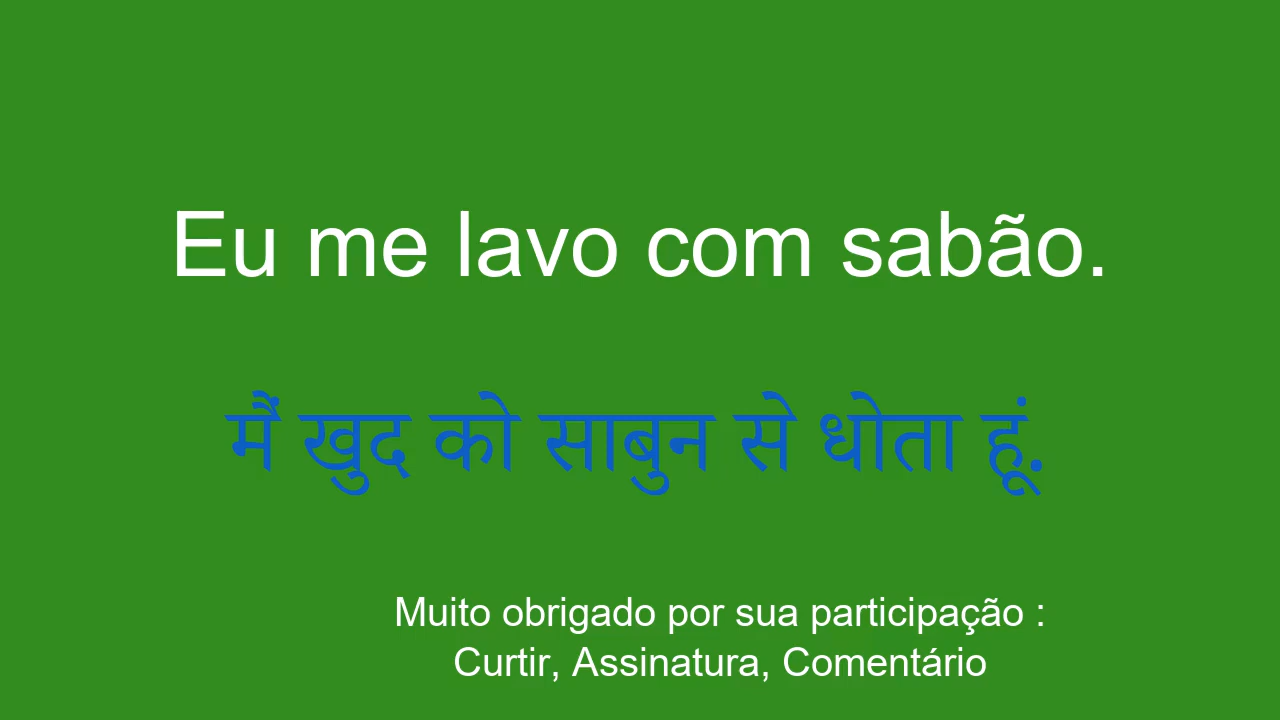 Eu me lavo com sabão.
मैं खुद को साबुन से धोता हूं.
Muito obrigado por sua participação :
Curtir, Assinatura, Comentário